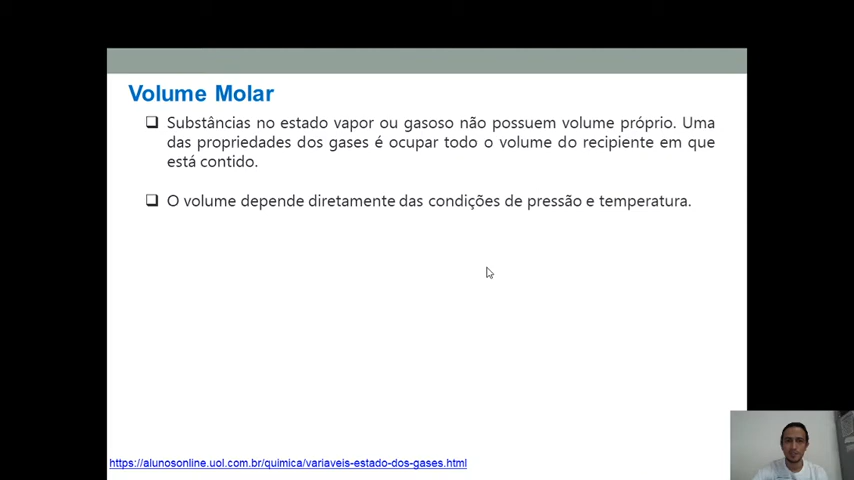 Volume Molar
Substâncias no estado vapor ou gasoso não possuem volume próprio. Uma
das propriedades dos gases é ocupar todo o volume do recipiente em que
está contido.
O volume depende diretamente das condições de pressão e temperatura.
https://alunosonline.uol.com.br/quimica/variaveis-estado-dos-gases.html